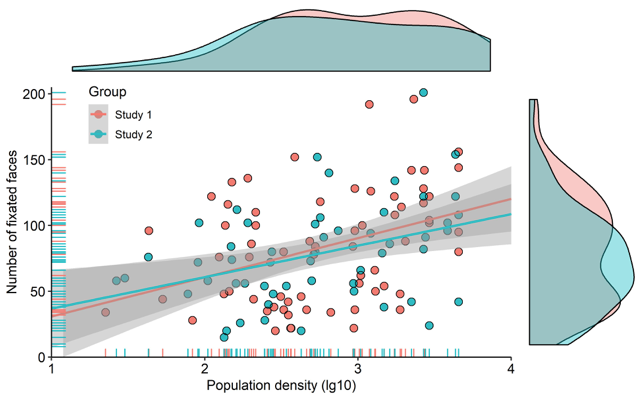 200
150
100
50
0
Number of fixated faces
Group
Study 1
Study 2
1 2 3 4
Population density (lg10)